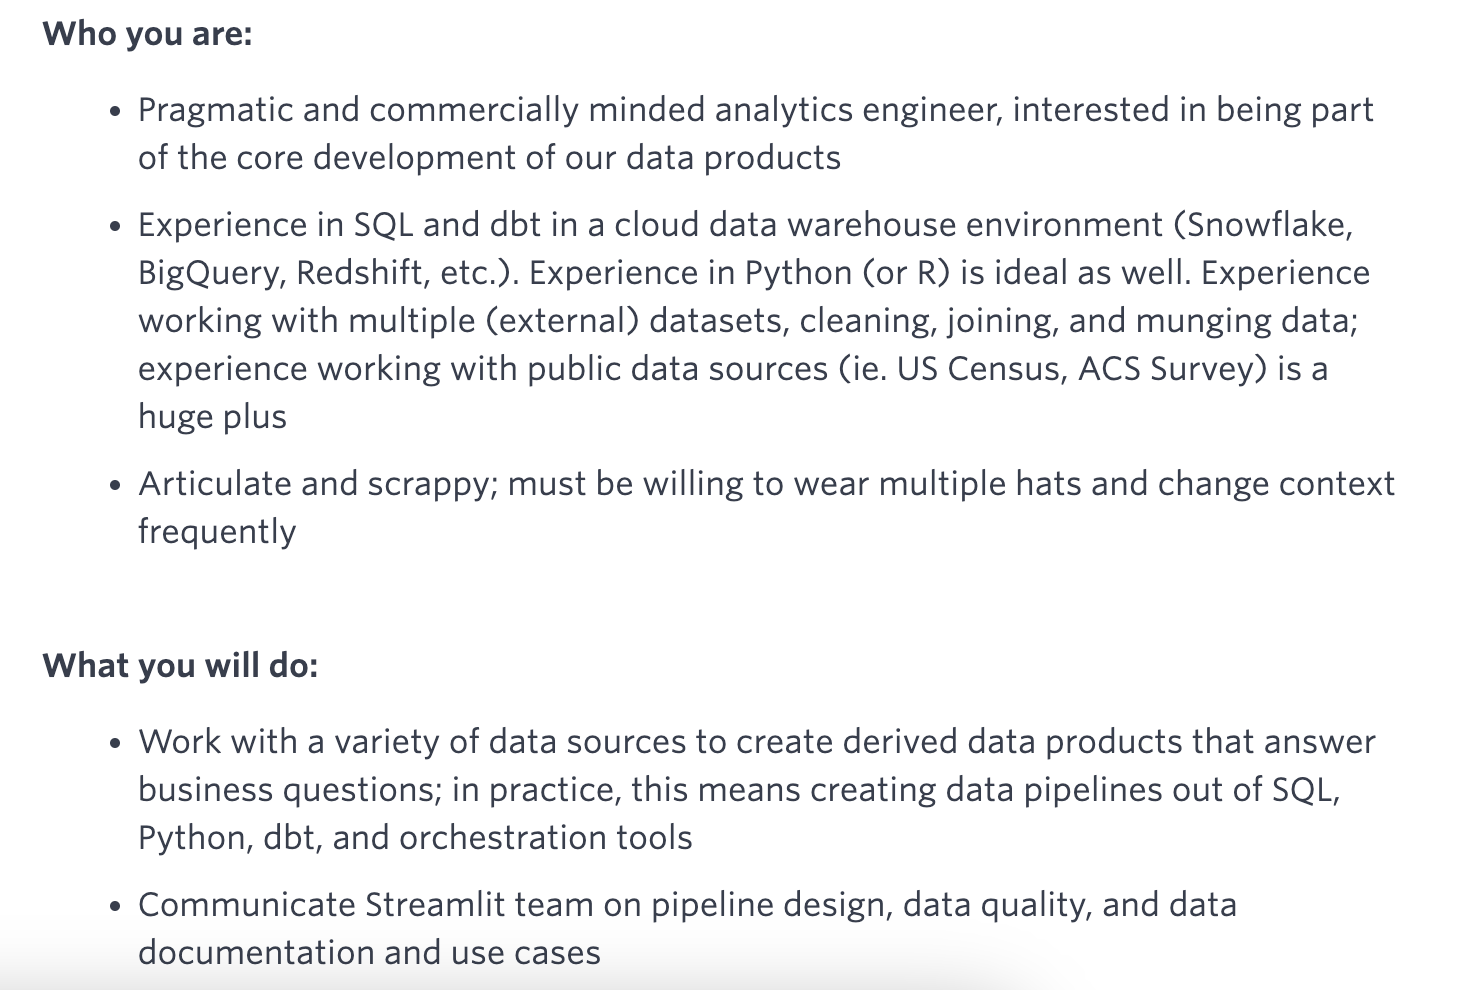 Who you are:
• Pragmatic and commercially minded analytics engineer, interested in being part
of the core development of our data products
• Experience in SQL and dbt in a cloud data warehouse environment (Snowflake,
BigQuery, Redshift, etc.). Experience in Python (or R) is ideal as well. Experience
working with multiple (external) datasets, cleaning, joining, and munging data;
experience working with public data sources (ie. US Census, ACS Survey) is a
huge plus
• Articulate and scrappy; must be willing to wear multiple hats and change context
frequently
What you will do:
• Work with a variety of data sources to create derived data products that answer
business questions; in practice, this means creating data pipelines out of SQL,
Python, dbt, and orchestration tools
• Communicate Streamlit team on pipeline design, data quality, and data
documentation and use cases